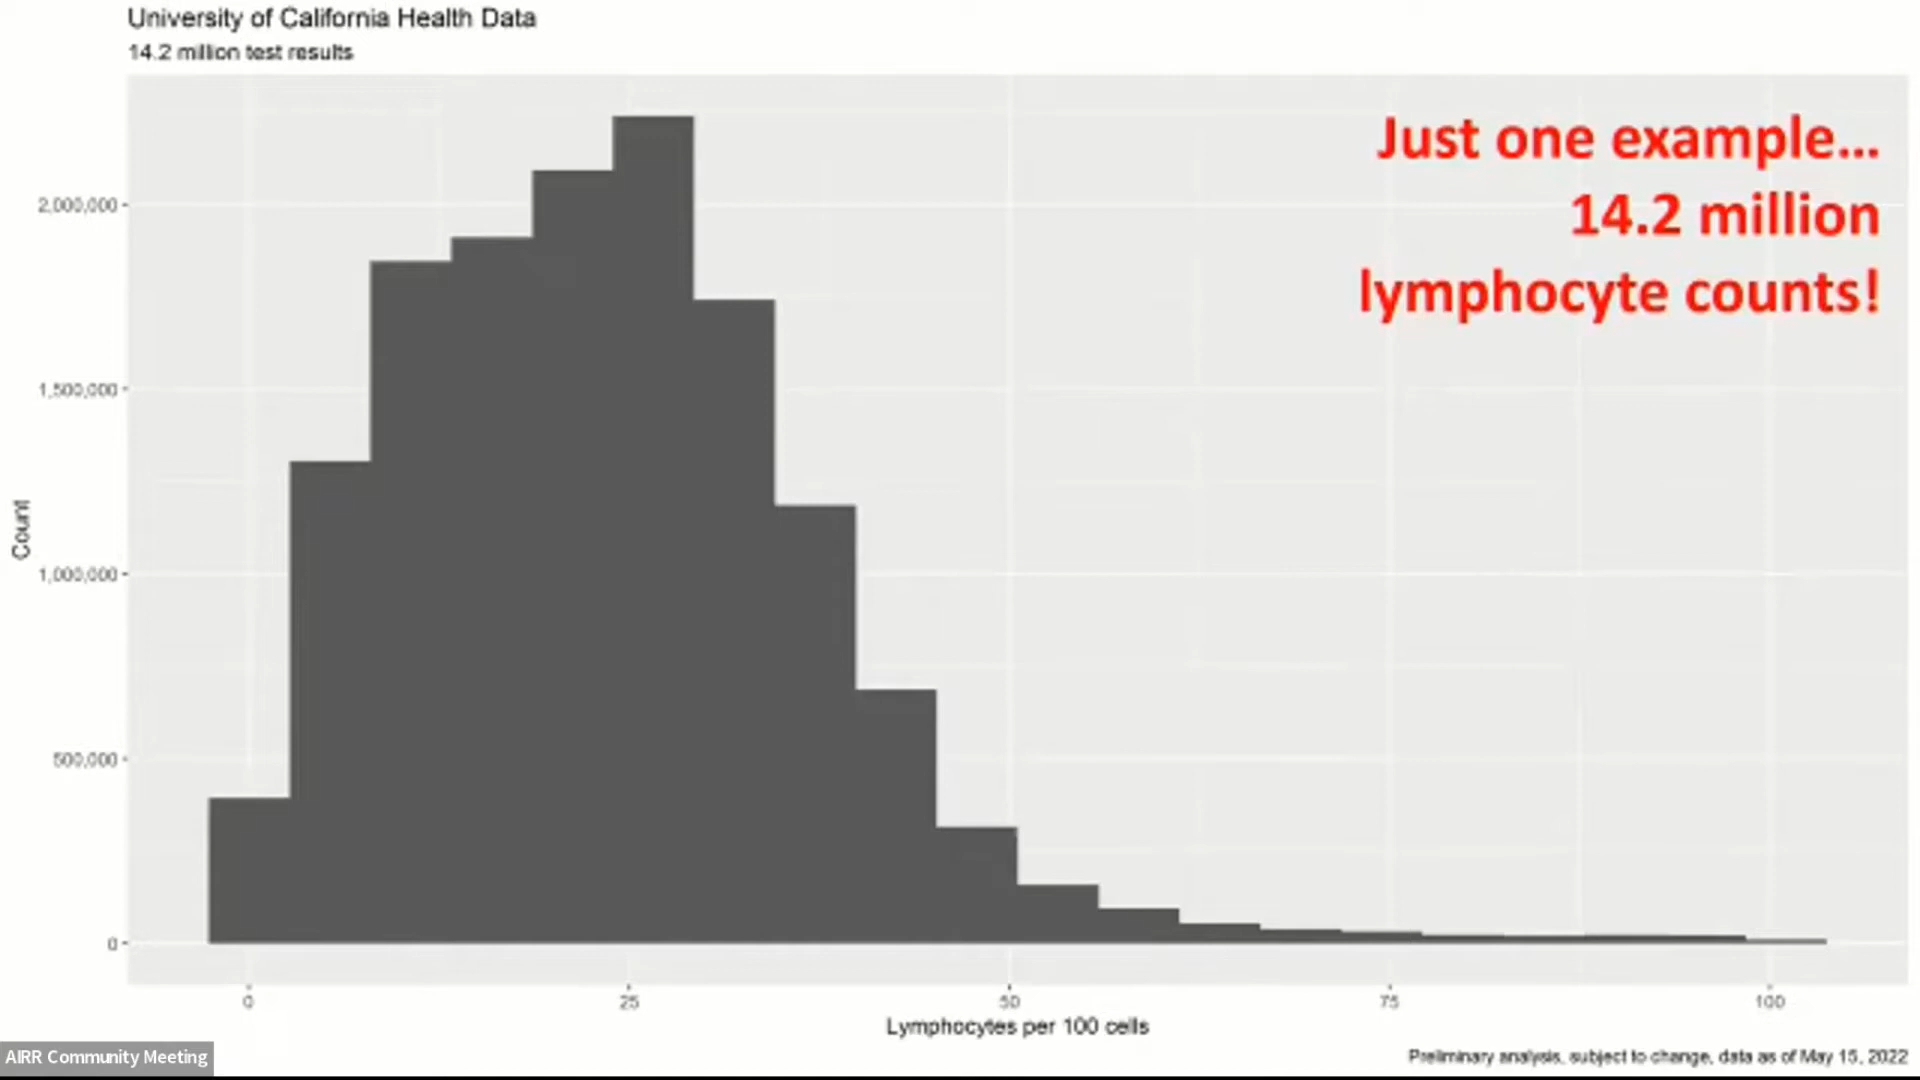 University of California Health Data
14.2 million test results
Just one example...
14.2 million
lymphocyte counts!
Count
2,000,000
1,500,000
1,000,000
500,000
0
0 25 50 75 100
Lymphocytes per 100 cells
AIRR Community Meeting
Preliminary analysis, subject to change, data as of May 15, 2022